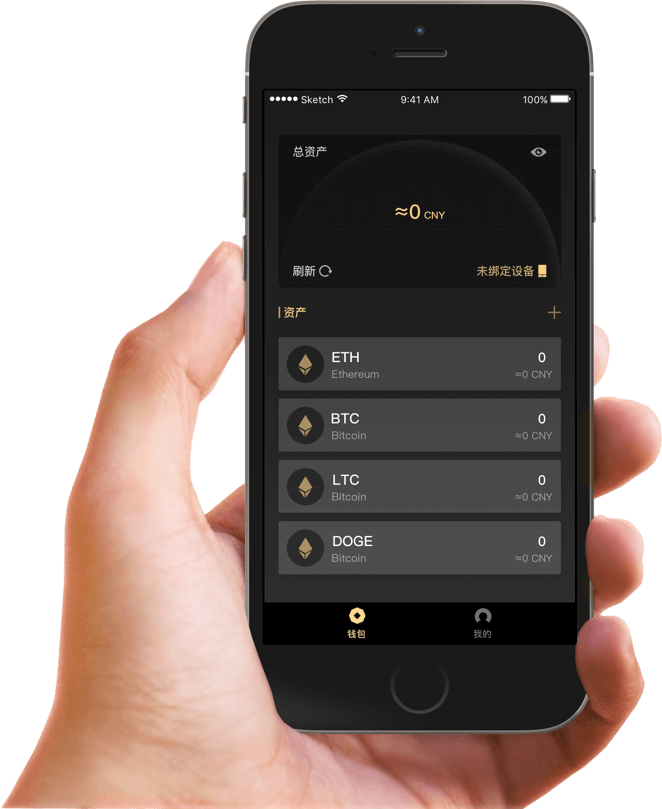 ●●●●● Sketch 9:41 AM 100%
总资产
≈0 CNY
刷新 未绑定设备
资产
ETH 0
Ethereum ≈0 CNY
BTC 0
Bitcoin ≈0 CNY
LTC 0
Bitcoin ≈0 CNY
DOGE 0
Bitcoin ≈0 CNY
钱包 我的